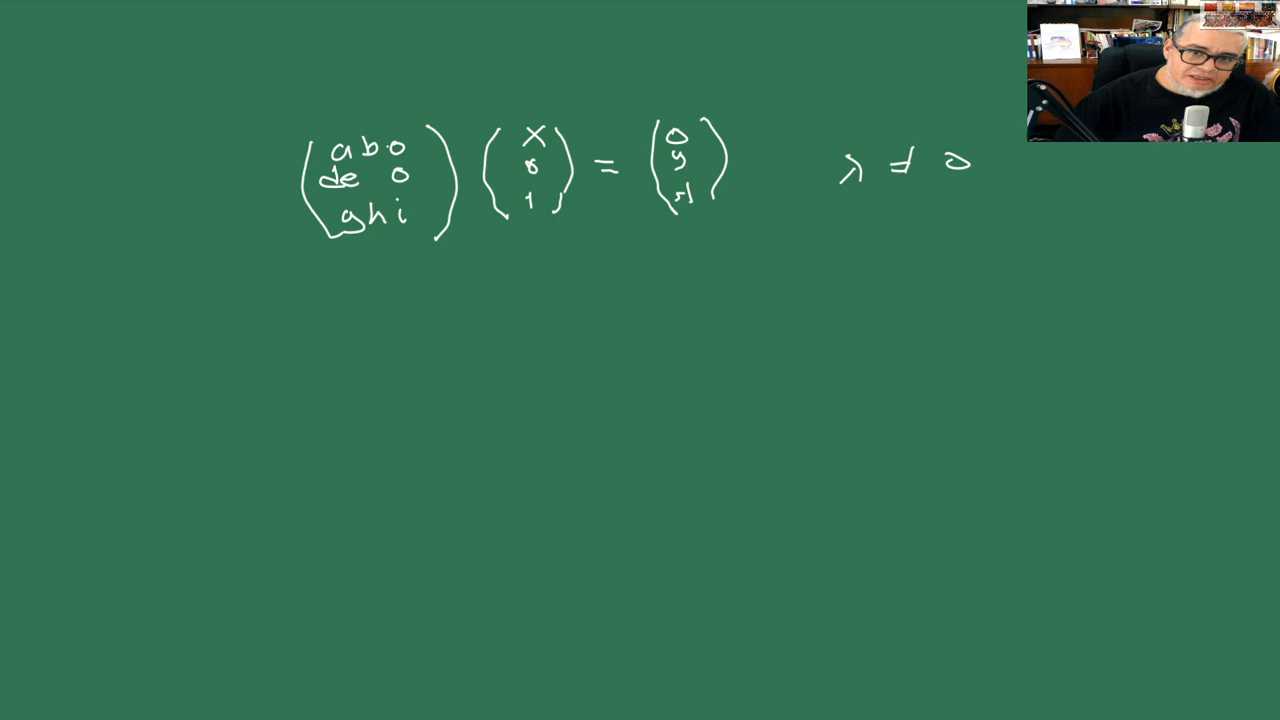 ( a b 0 ) ( x ) = ( 0 ) λ ≠ 0
( d e 0 ) ( 0 ) ( y )
( g h i ) ( 1 )